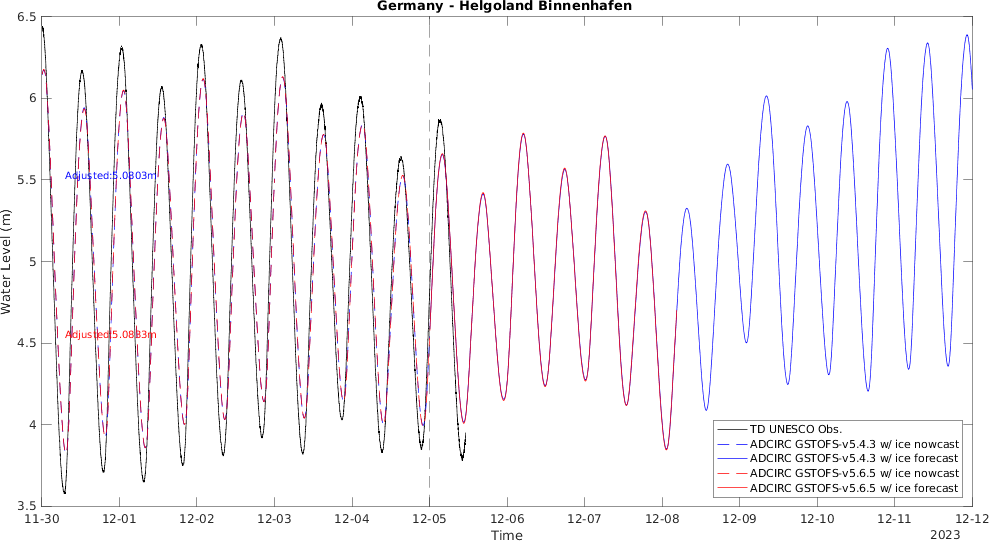 Germany - Helgoland Binnenhafen
Water Level (m)
6.5
6
5.5
5
4.5
4
3.5
Adjusted:5.0803m
Adjusted:5.0833m
11-30
12-01
12-02
12-03
12-04
12-05
12-06
12-07
12-08
12-09
12-10
12-11
12-12
Time
2023
TD UNESCO Obs.
ADCIRC GSTOFS-v5.4.3 w/ ice nowcast
ADCIRC GSTOFS-v5.4.3 w/ ice forecast
ADCIRC GSTOFS-v5.6.5 w/ ice nowcast
ADCIRC GSTOFS-v5.6.5 w/ ice forecast